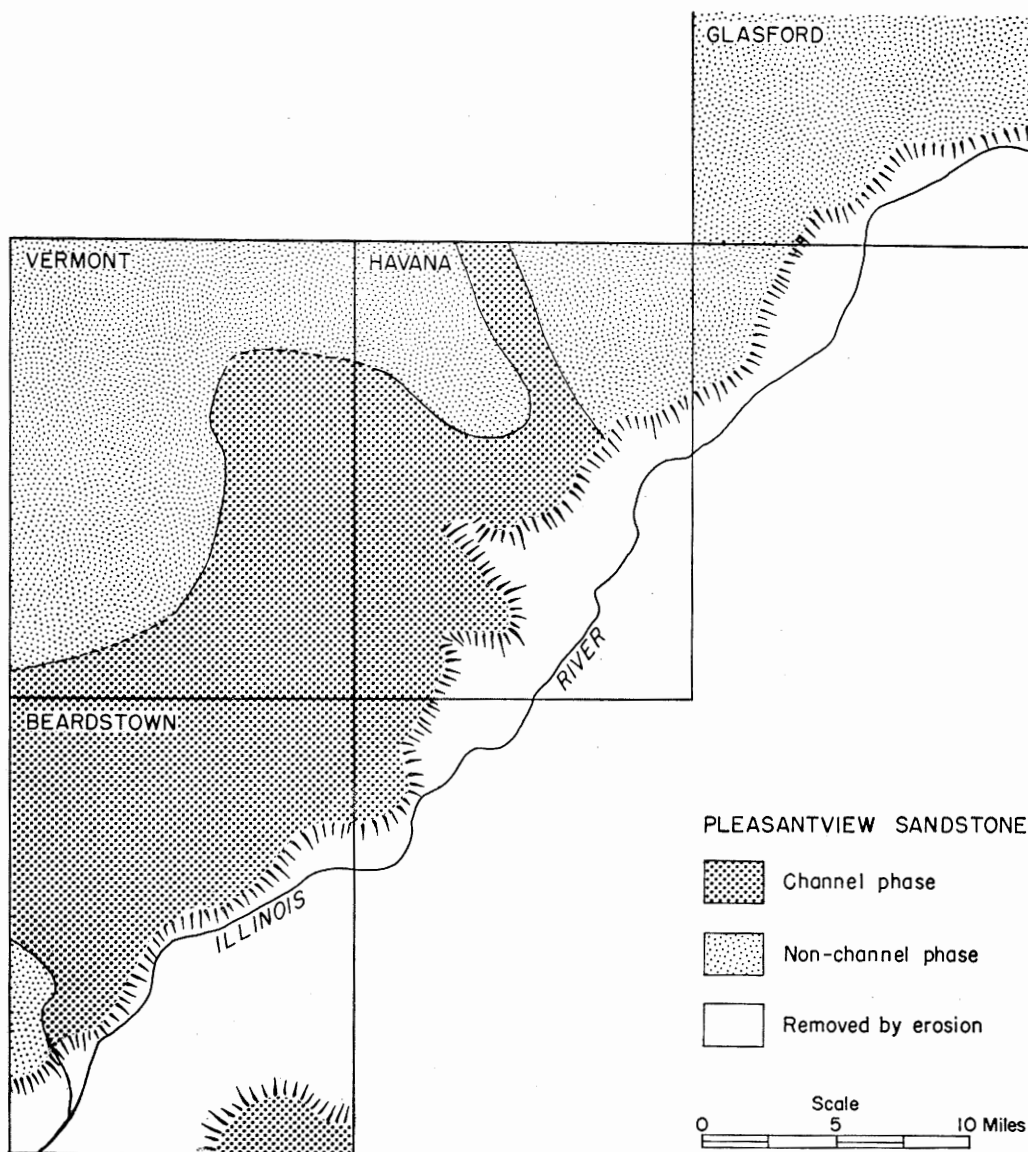 GLASFORD
VERMONT
HAVANA
RIVER
BEARDSTOWN
ILLINOIS
PLEASANTVIEW SANDSTONE
Channel phase
Non-channel phase
Removed by erosion
Scale
0 5 10 Miles